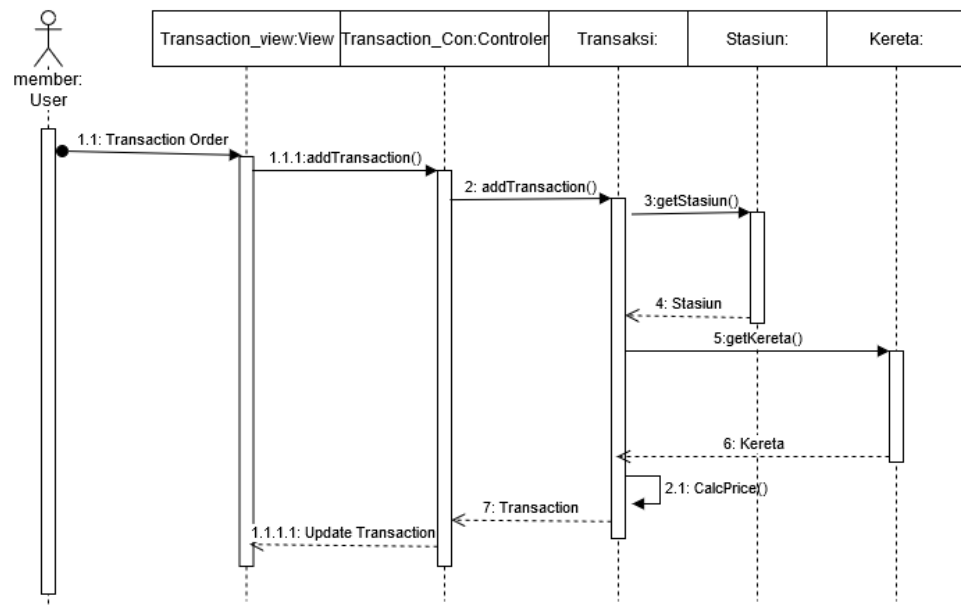 Transaction_view:View
Transaction_Con:Controler
Transaksi:
Stasiun:
Kereta:
member:
User
1.1: Transaction Order
1.1.1:addTransaction()
2: addTransaction()
3:getStasiun()
4: Stasiun
5:getKereta()
6: Kereta
2.1: CalcPrice()
7: Transaction
1.1.1.1: Update Transaction